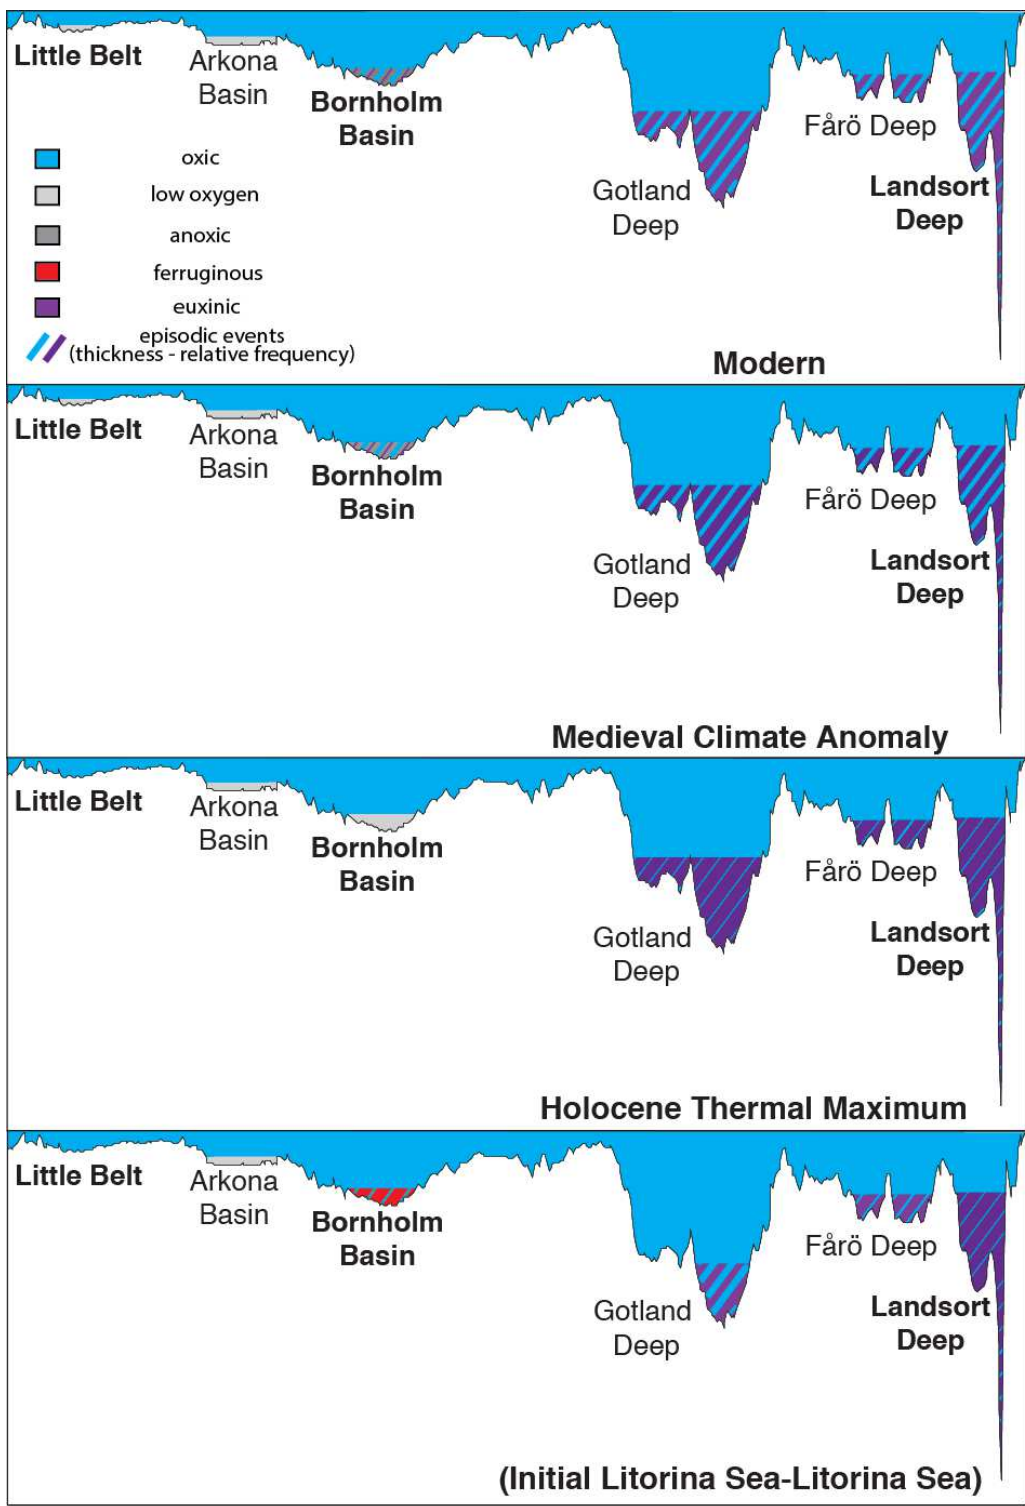 Little Belt
Arkona
Basin
Bornholm
Basin
Gotland
Deep
Fårö Deep
Landsort
Deep
oxic
low oxygen
anoxic
ferruginous
euxinic
episodic events
(thickness - relative frequency)
Modern
Little Belt
Arkona
Basin
Bornholm
Basin
Gotland
Deep
Fårö Deep
Landsort
Deep
Medieval Climate Anomaly
Little Belt
Arkona
Basin
Bornholm
Basin
Gotland
Deep
Fårö Deep
Landsort
Deep
Holocene Thermal Maximum
Little Belt
Arkona
Basin
Bornholm
Basin
Gotland
Deep
Fårö Deep
Landsort
Deep
(Initial Litorina Sea-Litorina Sea)